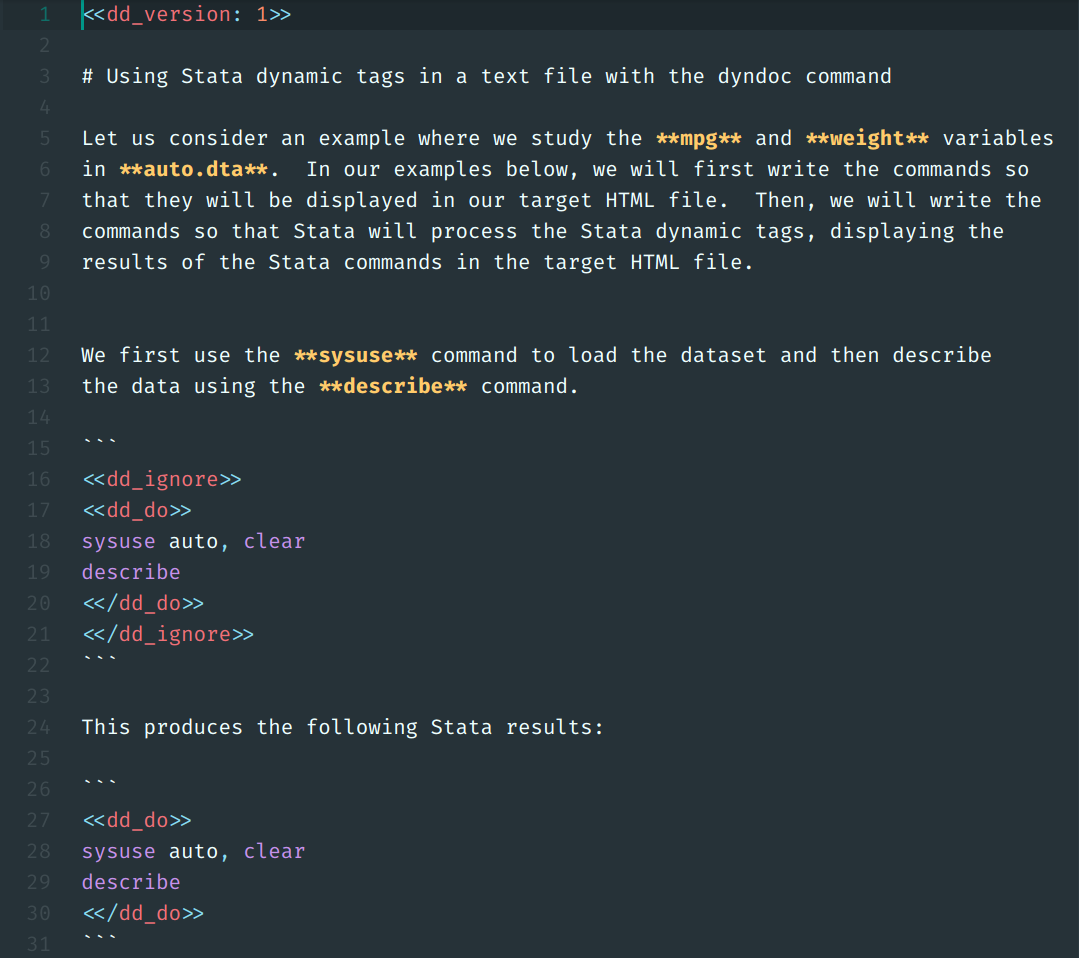 1 <<dd_version: 1>>
2
3 # Using Stata dynamic tags in a text file with the dyndoc command
4
5 Let us consider an example where we study the **mpg** and **weight** variables
6 in **auto.dta**.  In our examples below, we will first write the commands so
7 that they will be displayed in our target HTML file.  Then, we will write the
8 commands so that Stata will process the Stata dynamic tags, displaying the
9 results of the Stata commands in the target HTML file.
10
11
12 We first use the **sysuse** command to load the dataset and then describe
13 the data using the **describe** command.
14
15 ```
16 <<dd_ignore>>
17 <<dd_do>>
18 sysuse auto, clear
19 describe
20 <</dd_do>>
21 <</dd_ignore>>
22 ```
23
24 This produces the following Stata results:
25
26 ```
27 <<dd_do>>
28 sysuse auto, clear
29 describe
30 <</dd_do>>
31 ```